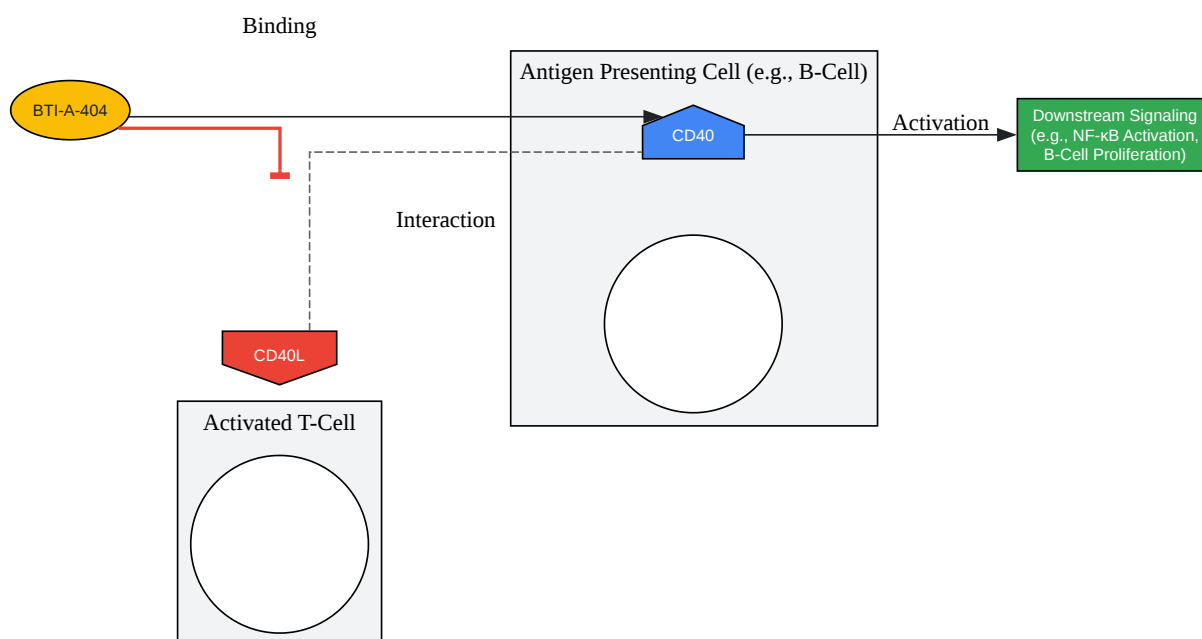 Binding
Antigen Presenting Cell (e.g., B-Cell)
BTI-A-404
CD40
Activation
Downstream Signaling
(e.g., NF-κB Activation,
B-Cell Proliferation)
Interaction
CD40L
Activated T-Cell